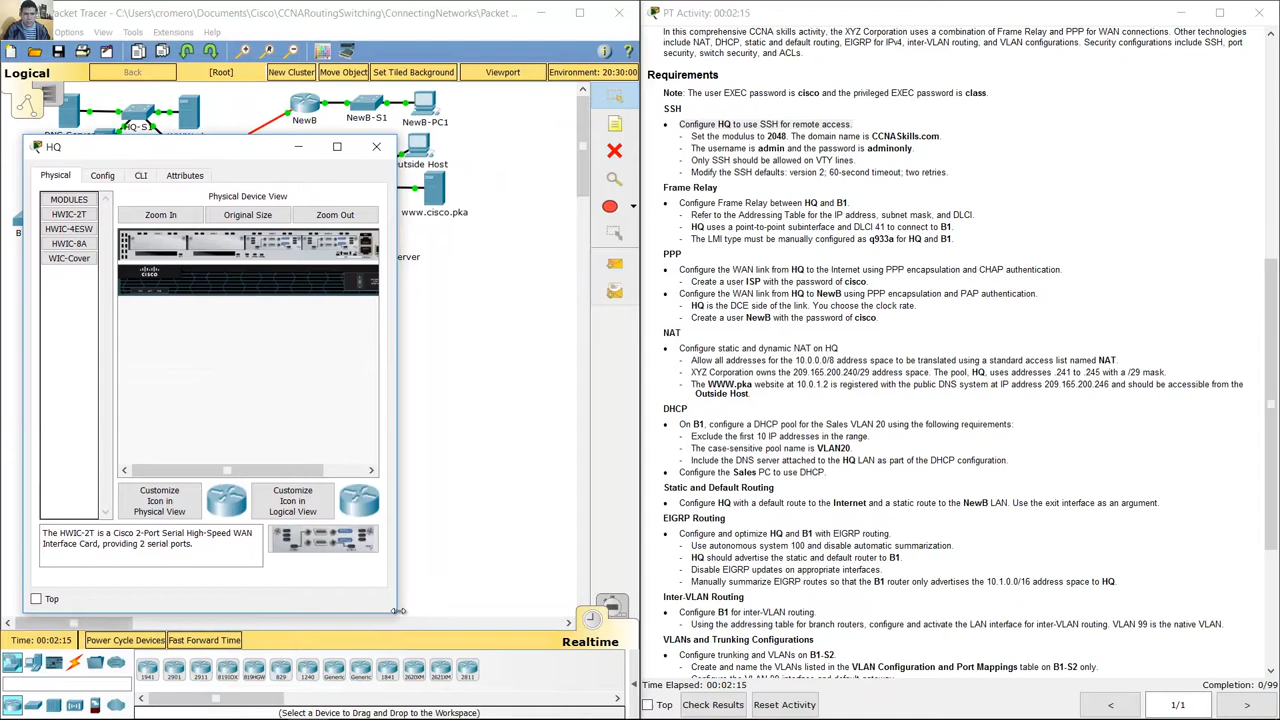 Packet Tracer - C:\Users\cromero\Documents\Cisco\CCNARoutingSwitching\ConnectingNetworks\Packet ...
Options View Tools Extensions Help
Logical Back [Root] New Cluster Move Object Set Tiled Background Viewport Environment: 20:30:00
HQ-S1
NewB
NewB-S1
NewB-PC1
Outside Host
www.cisco.pka
HQ
Physical Config CLI Attributes
MODULES
HWIC-2T
HWIC-4ESW
HWIC-8A
WIC-Cover
Physical Device View
Zoom In Original Size Zoom Out
CISCO
Customize
Icon in
Physical View
Customize
Icon in
Logical View
The HWIC-2T is a Cisco 2-Port Serial High-Speed WAN
Interface Card, providing 2 serial ports.
Top
Time: 00:02:15 Power Cycle Devices Fast Forward Time Realtime
1941 2901 2911 819IOX 819HGW 829 Generic Generic 1841 2620XM 2621XM 2811
(Select a Device to Drag and Drop to the Workspace)
PT Activity: 00:02:15
In this comprehensive CCNA skills activity, the XYZ Corporation uses a combination of Frame Relay and PPP for WAN connections. Other technologies
include NAT, DHCP, static and default routing, EIGRP for IPv4, inter-VLAN routing, and VLAN configurations. Security configurations include SSH, port
security, switch security, and ACLs.
Requirements
Note: The user EXEC password is cisco and the privileged EXEC password is class.
SSH
• Configure HQ to use SSH for remote access.
- Set the modulus to 2048. The domain name is CCNASkills.com.
- The username is admin and the password is adminonly.
- Only SSH should be allowed on VTY lines.
- Modify the SSH defaults: version 2; 60-second timeout; two retries.
Frame Relay
• Configure Frame Relay between HQ and B1.
- Refer to the Addressing Table for the IP address, subnet mask, and DLCI.
- HQ uses a point-to-point subinterface and DLCI 41 to connect to B1.
- The LMI type must be manually configured as q933a for HQ and B1.
PPP
• Configure the WAN link from HQ to the Internet using PPP encapsulation and CHAP authentication.
- Create a user ISP with the password of cisco.
• Configure the WAN link from HQ to NewB using PPP encapsulation and PAP authentication.
- HQ is the DCE side of the link. You choose the clock rate.
- Create a user NewB with the password of cisco.
NAT
• Configure static and dynamic NAT on HQ
- Allow all addresses for the 10.0.0.0/8 address space to be translated using a standard access list named NAT.
- XYZ Corporation owns the 209.165.200.240/29 address space. The pool, HQ, uses addresses .241 to .245 with a /29 mask.
- The WWW.pka website at 10.0.1.2 is registered with the public DNS system at IP address 209.165.200.246 and should be accessible from the
Outside Host.
DHCP
• On B1, configure a DHCP pool for the Sales VLAN 20 using the following requirements:
- Exclude the first 10 IP addresses in the range.
- The case-sensitive pool name is VLAN20.
- Include the DNS server attached to the HQ LAN as part of the DHCP configuration.
• Configure the Sales PC to use DHCP.
Static and Default Routing
• Configure HQ with a default route to the Internet and a static route to the NewB LAN. Use the exit interface as an argument.
EIGRP Routing
• Configure and optimize HQ and B1 with EIGRP routing.
- Use autonomous system 100 and disable automatic summarization.
- HQ should advertise the static and default router to B1.
- Disable EIGRP updates on appropriate interfaces.
- Manually summarize EIGRP routes so that the B1 router only advertises the 10.1.0.0/16 address space to HQ.
Inter-VLAN Routing
• Configure B1 for inter-VLAN routing.
- Using the addressing table for branch routers, configure and activate the LAN interface for inter-VLAN routing. VLAN 99 is the native VLAN.
VLANs and Trunking Configurations
• Configure trunking and VLANs on B1-S2.
- Create and name the VLANs listed in the VLAN Configuration and Port Mappings table on B1-S2 only.
Time Elapsed: 00:02:15 Completion: 0/99
Top Check Results Reset Activity < 1/1 >